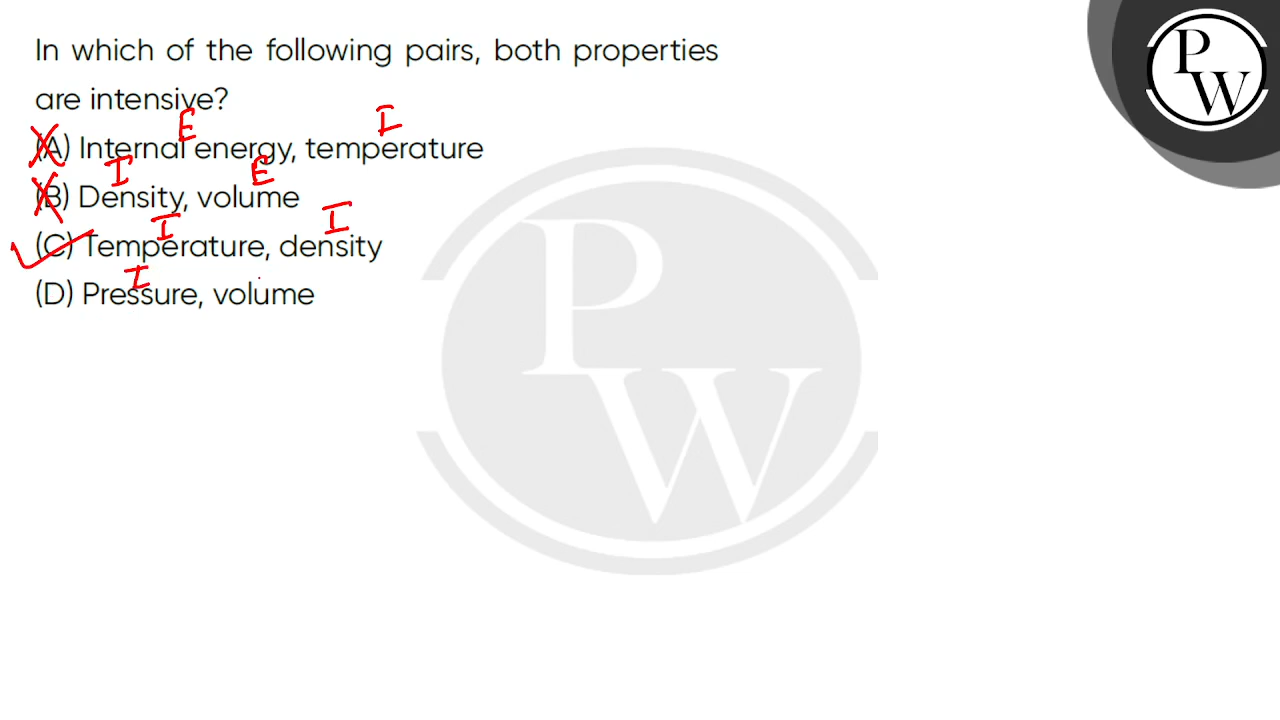 In which of the following pairs, both properties
are intensive?
E I
(A) Internal energy, temperature
I E
(B) Density, volume
I I
(C) Temperature, density
I
(D) Pressure, volume
P
W
P
W